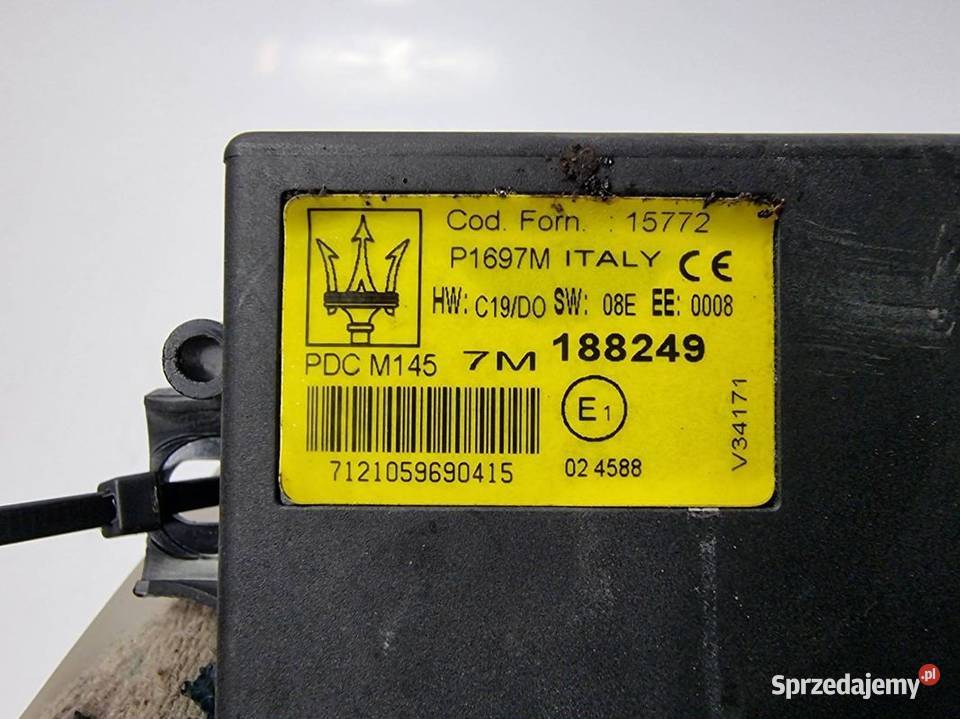 Cod. Forn. : 15772
P1697M ITALY CE
HW: C19/DO SW: 08E EE: 0008
PDC M145 7M 188249
E1
7121059690415
02 4588
V34171
Sprzedajemy.pl